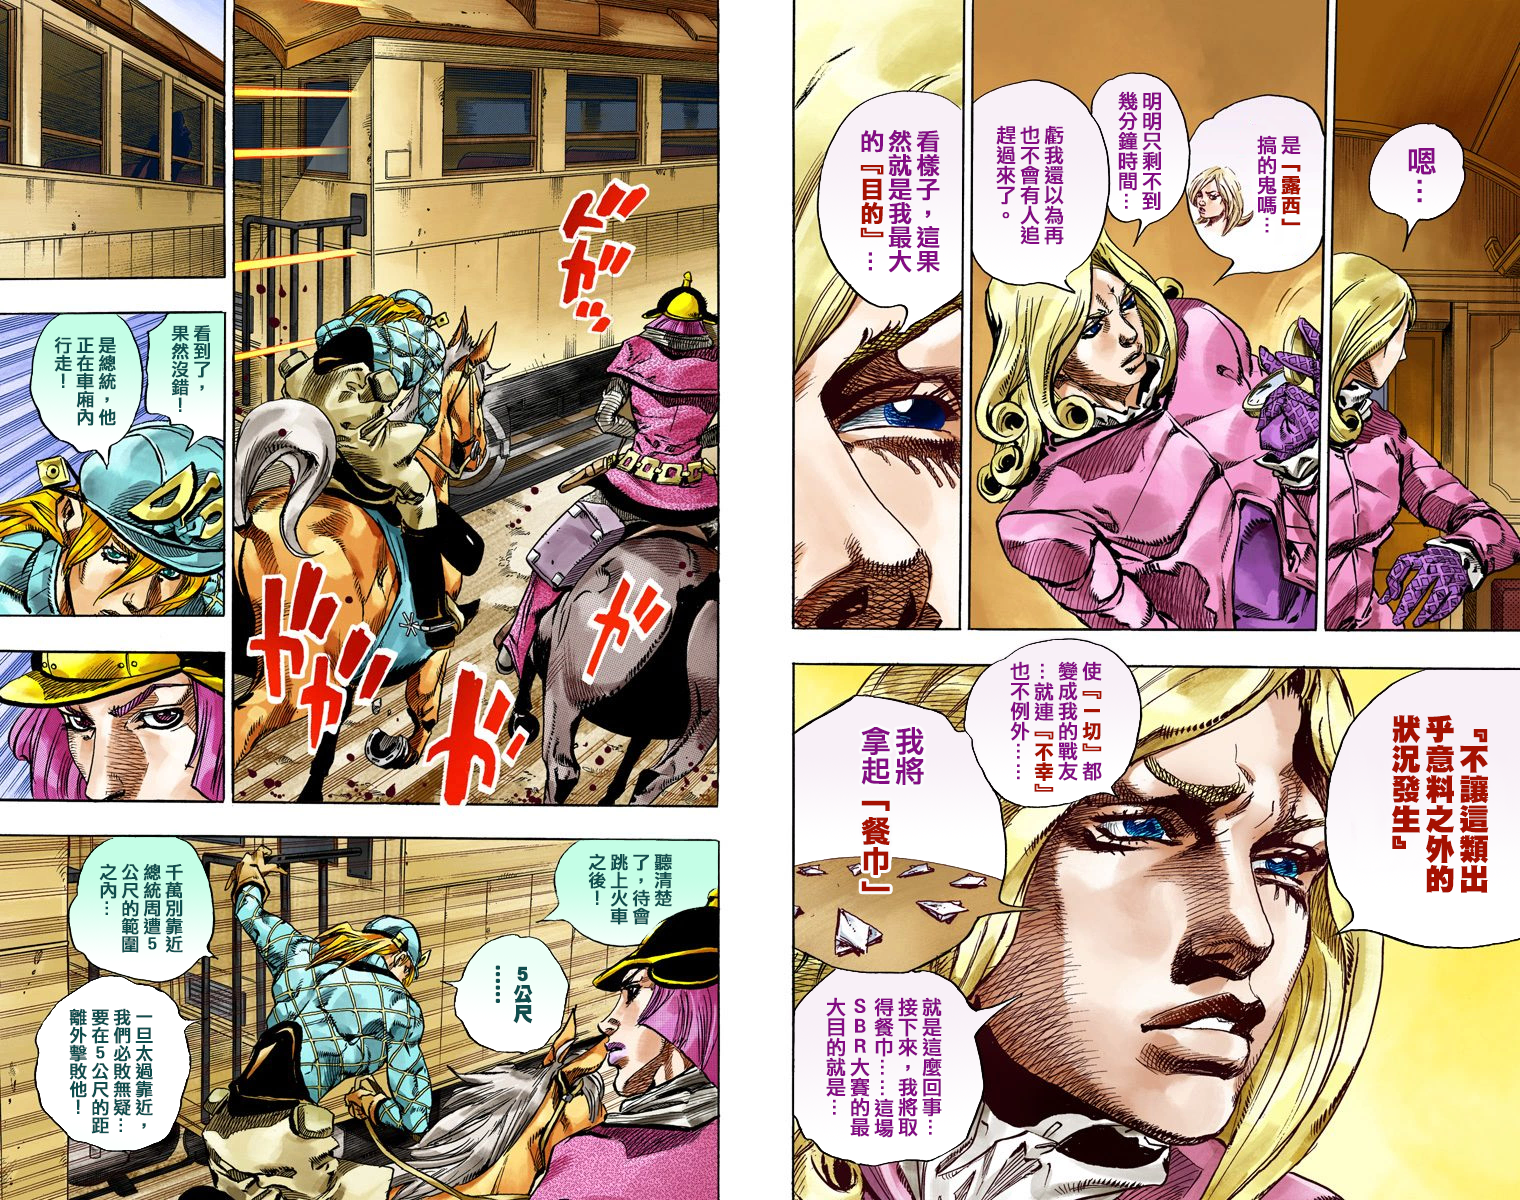 嗯…
是『露西』
搞的鬼嗎…
明明只剩不到
幾分鐘時間…
虧我還以為再
也不會有人追
趕過來了。
看樣子，這果
然就是我最大
的『目的』…
『不讓這類出
乎意料之外的
狀況發生』
使『一切』都
變成我的戰友
…就連『不幸』
也不例外……
我將
拿起「餐巾」
就是這麼回事…
接下來，我將取
得餐巾……這場
SBR大賽的最
大目的就是…
ドドガガッ
ガガガッ
ガ
看到了，
果然沒錯！
是總統，他
正在車廂內
行走！
聽清楚
了，待會
跳上火車
之後！
千萬別靠近
總統周遭5
公尺的範圍
之內…
5公尺
……
一旦太過靠近，
我們必敗無疑…
要在5公尺的距
離外擊敗他！